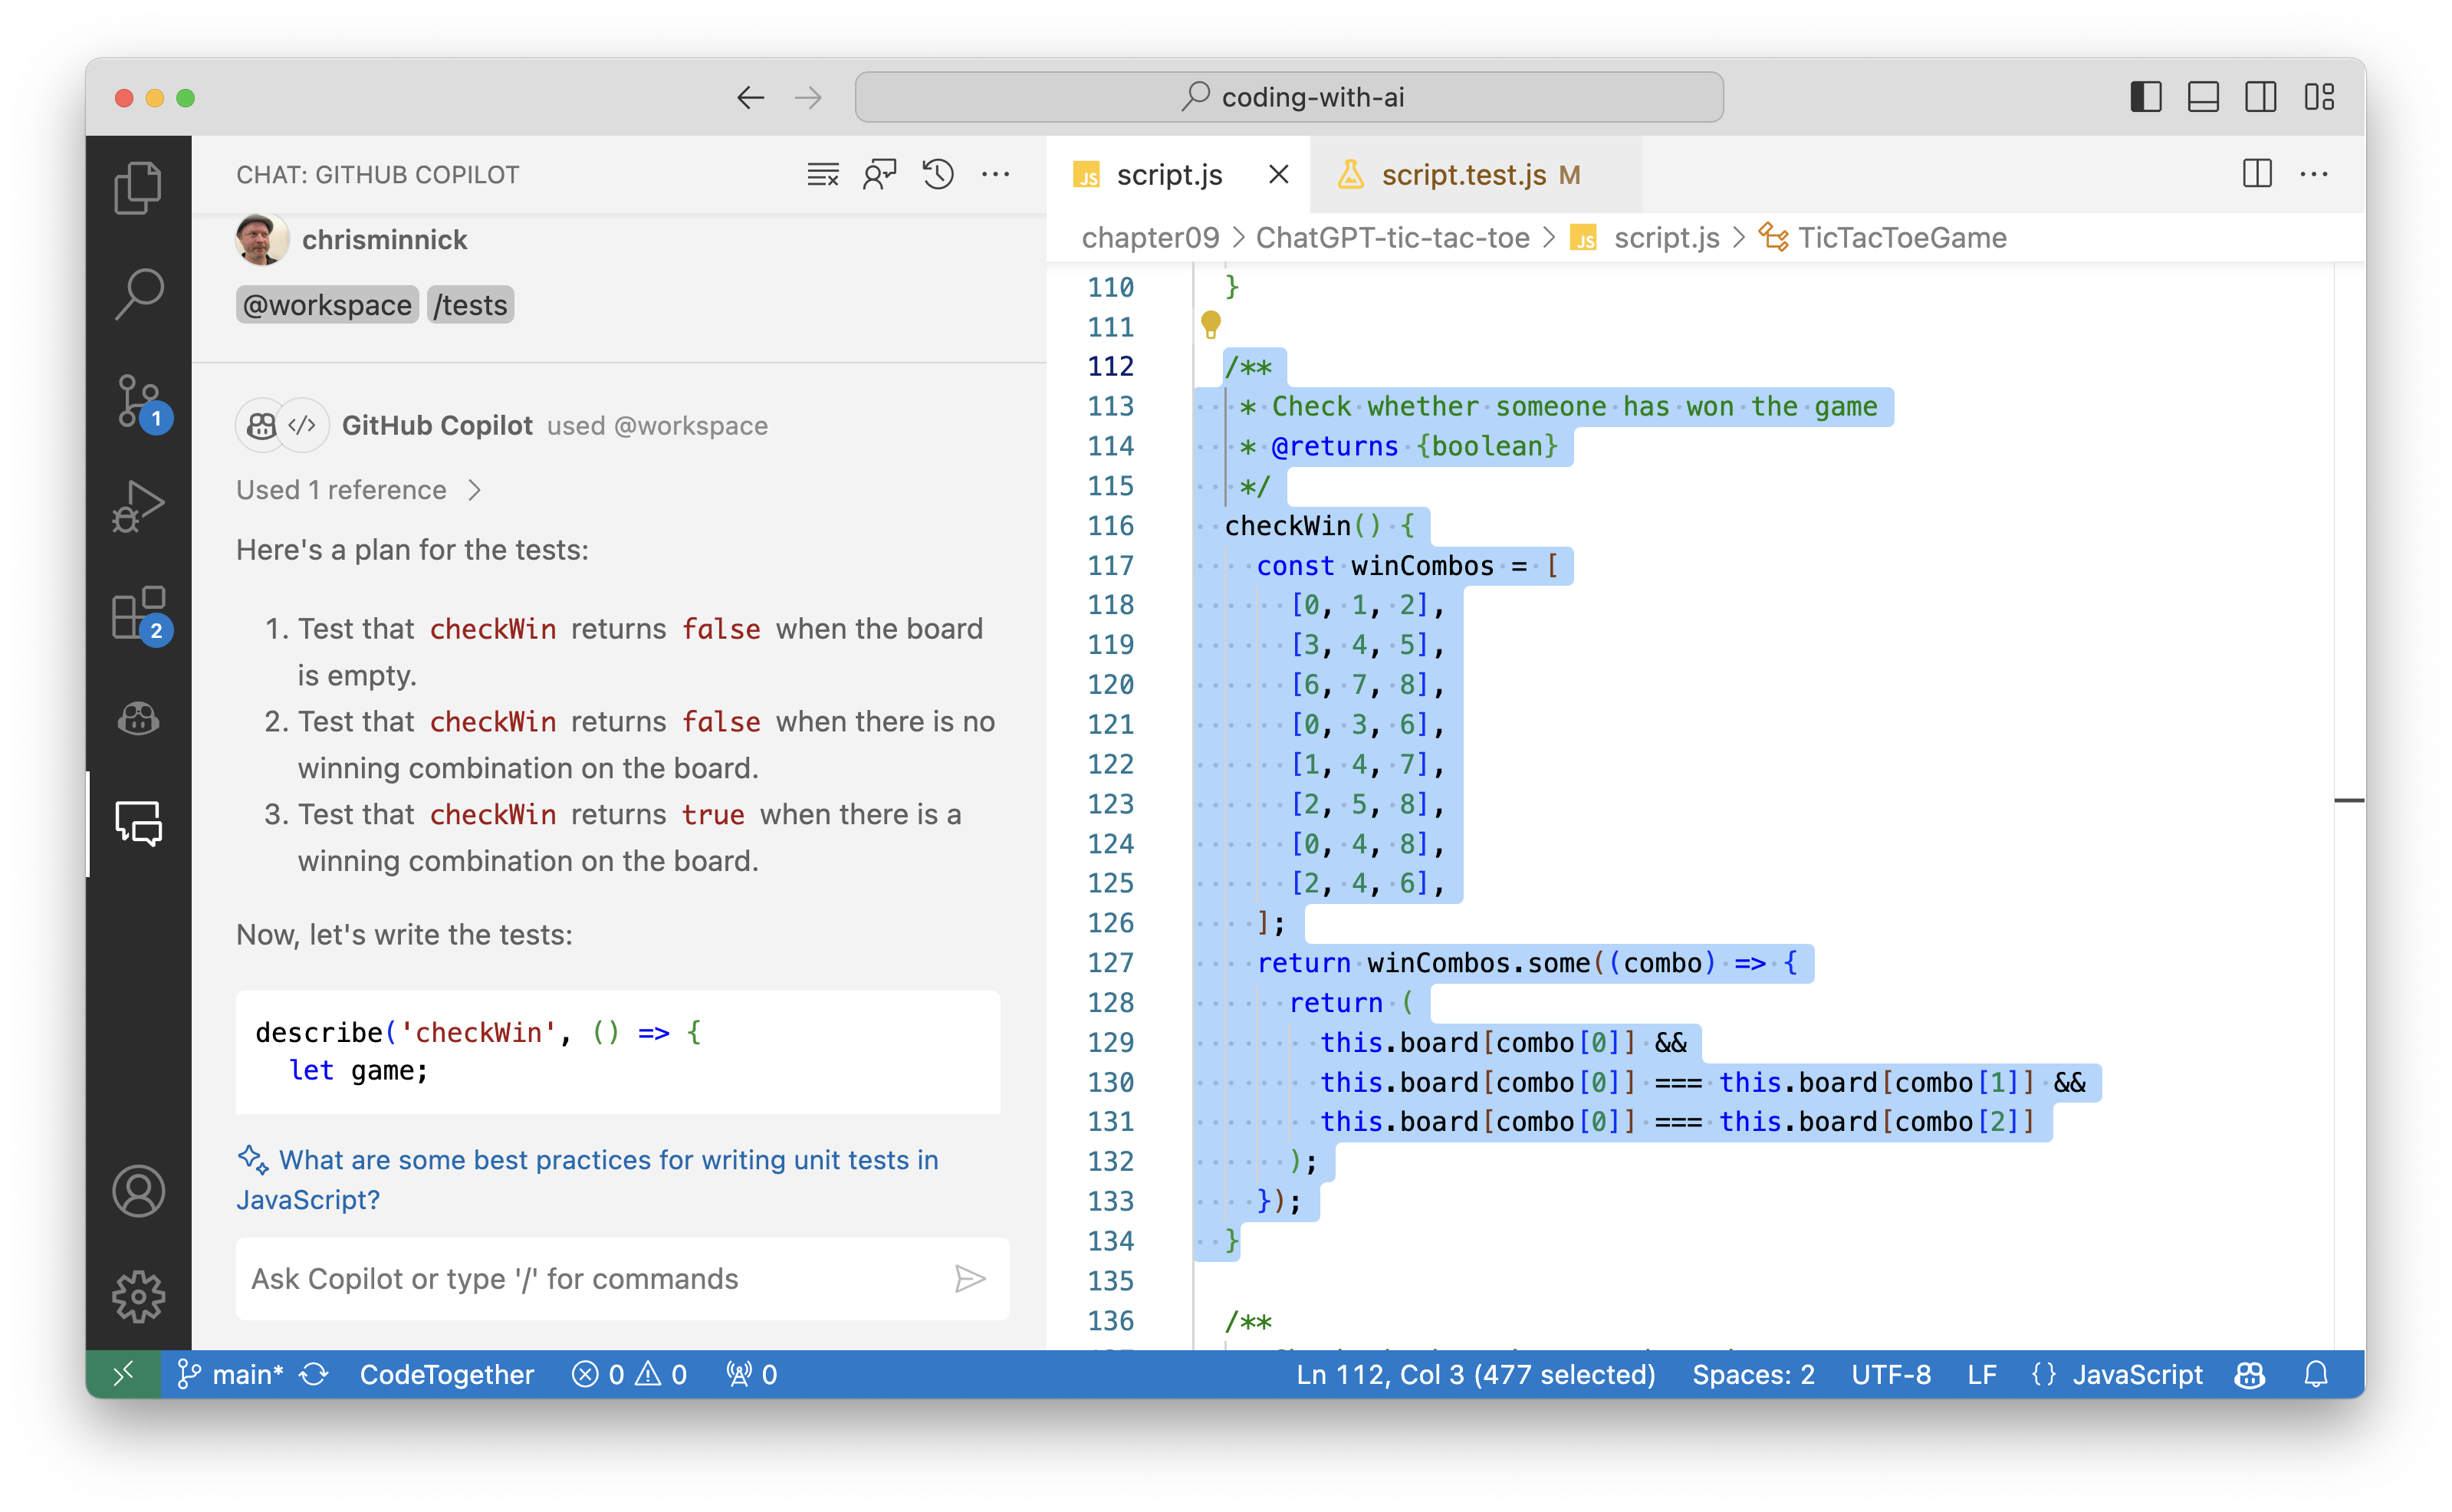 coding-with-ai
CHAT: GITHUB COPILOT
chrisminnick
@workspace /tests
GitHub Copilot used @workspace
Used 1 reference
Here's a plan for the tests:
1. Test that checkWin returns false when the board
is empty.
2. Test that checkWin returns false when there is no
winning combination on the board.
3. Test that checkWin returns true when there is a
winning combination on the board.
Now, let's write the tests:
describe('checkWin', () => {
let game;
What are some best practices for writing unit tests in
JavaScript?
Ask Copilot or type '/' for commands
1
2
JS script.js
script.test.js M
chapter09 > ChatGPT-tic-tac-toe > JS script.js > TicTacToeGame
110 }
111
112 /**
113 * Check whether someone has won the game
114 * @returns {boolean}
115 */
116 checkWin() {
117 const winCombos = [
118 [0, 1, 2],
119 [3, 4, 5],
120 [6, 7, 8],
121 [0, 3, 6],
122 [1, 4, 7],
123 [2, 5, 8],
124 [0, 4, 8],
125 [2, 4, 6],
126 ];
127 return winCombos.some((combo) => {
128 return (
129 this.board[combo[0]] &&
130 this.board[combo[0]] === this.board[combo[1]] &&
131 this.board[combo[0]] === this.board[combo[2]]
132 );
133 });
134 }
135
136 /**
main* CodeTogether 0 0 0 Ln 112, Col 3 (477 selected) Spaces: 2 UTF-8 LF {} JavaScript